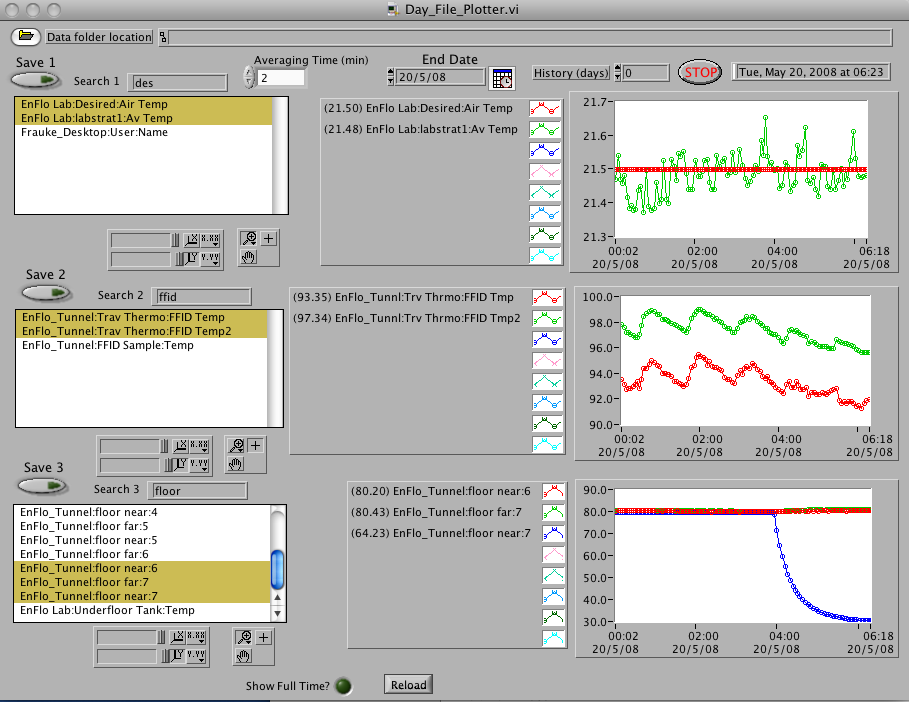 Day_File_Plotter.vi
Data folder location
Save 1
Search 1
des
Averaging Time (min)
2
End Date
20/5/08
History (days)
0
STOP
Tue, May 20, 2008 at 06:23
EnFlo Lab:Desired:Air Temp
EnFlo Lab:labstrat1:Av Temp
Frauke_Desktop:User:Name
(21.50) EnFlo Lab:Desired:Air Temp
(21.48) EnFlo Lab:labstrat1:Av Temp
21.7
21.6
21.5
21.4
21.3
00:02 02:00 04:00 06:18
20/5/08 20/5/08 20/5/08 20/5/08
Save 2
Search 2
ffid
EnFlo_Tunnel:Trav Thermo:FFID Temp
EnFlo_Tunnel:Trav Thermo:FFID Temp2
EnFlo_Tunnel:FFID Sample:Temp
(93.35) EnFlo_Tunnl:Trv Thrmo:FFID Tmp
(97.34) EnFlo_Tunnl:Trv Thrmo:FFID Tmp2
100.0
98.0
96.0
94.0
92.0
90.0
00:02 02:00 04:00 06:18
20/5/08 20/5/08 20/5/08 20/5/08
Save 3
Search 3
floor
EnFlo_Tunnel:floor near:4
EnFlo_Tunnel:floor far:5
EnFlo_Tunnel:floor near:5
EnFlo_Tunnel:floor far:6
EnFlo_Tunnel:floor near:6
EnFlo_Tunnel:floor far:7
EnFlo_Tunnel:floor near:7
EnFlo Lab:Underfloor Tank:Temp
(80.20) EnFlo_Tunnel:floor near:6
(80.43) EnFlo_Tunnel:floor far:7
(64.23) EnFlo_Tunnel:floor near:7
90.0
80.0
70.0
60.0
50.0
40.0
30.0
00:02 02:00 04:00 06:18
20/5/08 20/5/08 20/5/08 20/5/08
Show Full Time?
Reload